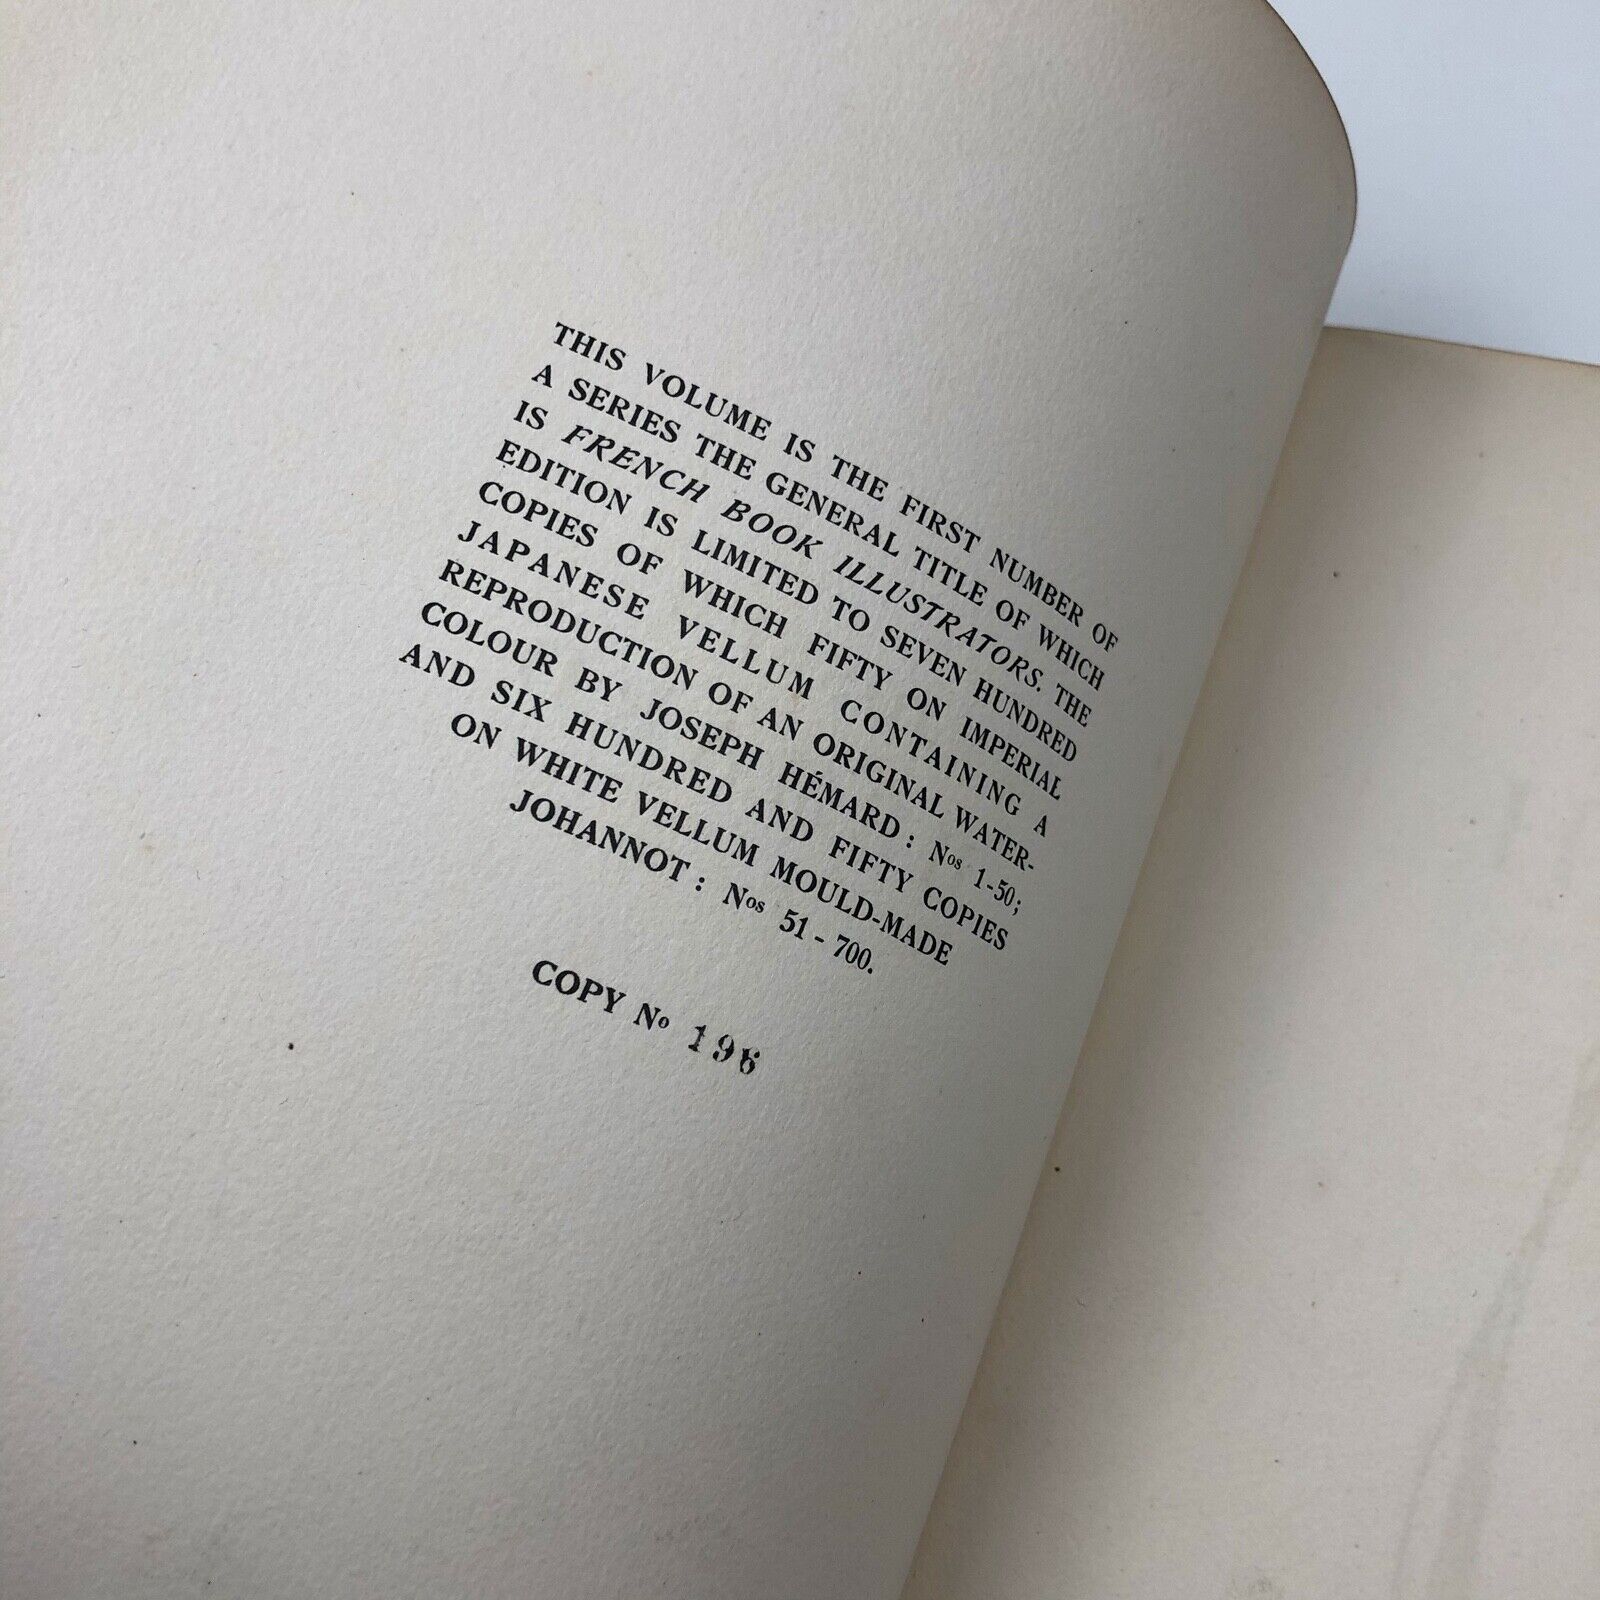 THIS VOLUME IS THE FIRST NUMBER OF
A SERIES THE GENERAL TITLE OF WHICH
IS FRENCH BOOK ILLUSTRATORS. THE
EDITION IS LIMITED TO SEVEN HUNDRED
COPIES OF WHICH FIFTY ON IMPERIAL
JAPANESE VELLUM CONTAINING A
REPRODUCTION OF AN ORIGINAL WATER-
COLOUR BY JOSEPH HÉMARD : Nos 1-50;
AND SIX HUNDRED AND FIFTY COPIES
ON WHITE VELLUM MOULD-MADE
JOHANNOT : Nos 51 - 700.
COPY No 196